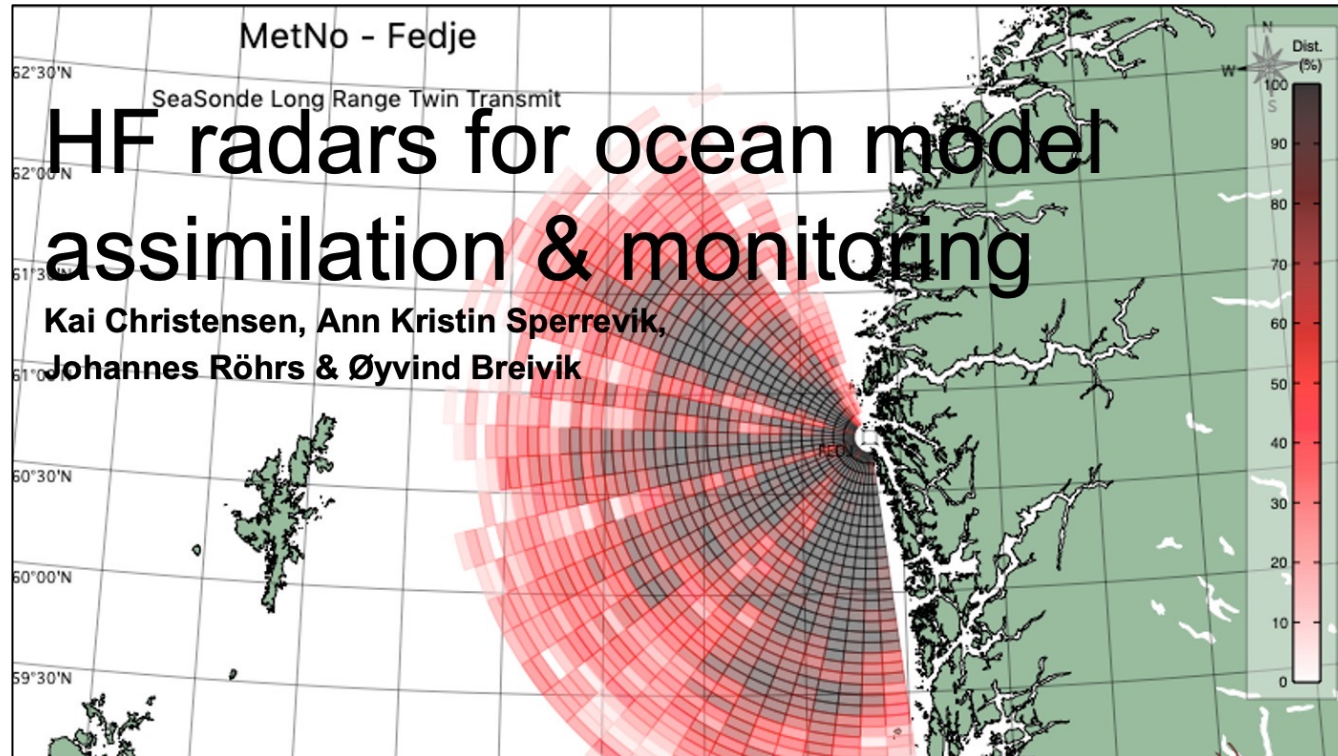 MetNo - Fedje
SeaSonde Long Range Twin Transmit
HF radars for ocean model
assimilation & monitoring
Kai Christensen, Ann Kristin Sperrevik,
Johannes Röhrs & Øyvind Breivik
62°30'N
62°00'N
61°30'N
61°00'N
60°30'N
60°00'N
59°30'N
N
W
S
Dist.
(%)
100
90
80
70
60
50
40
30
20
10
0